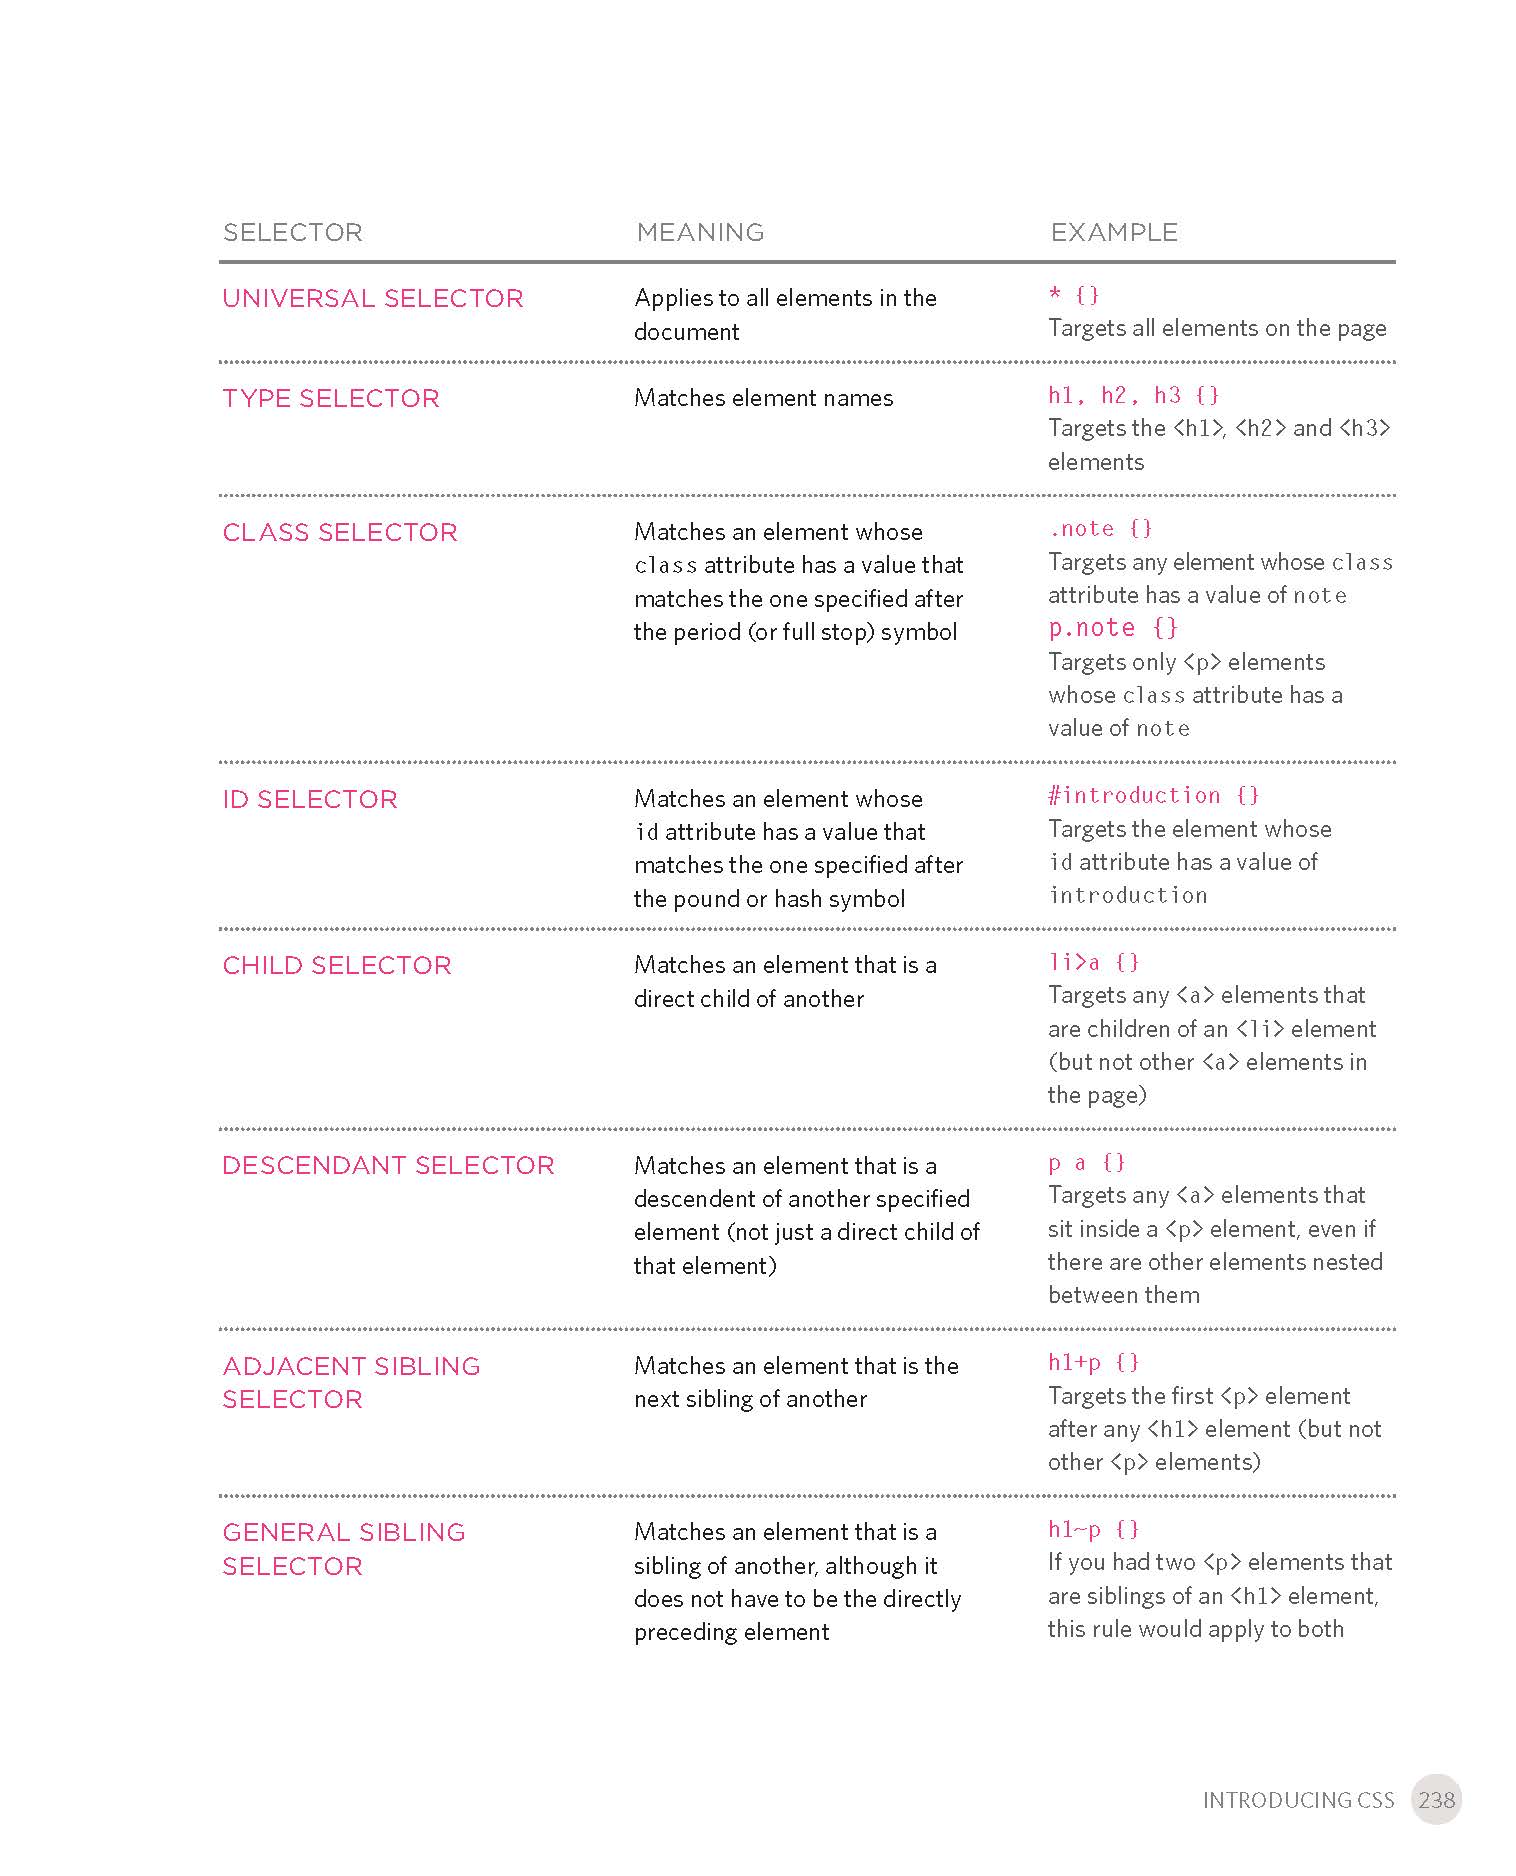 SELECTOR MEANING EXAMPLE
UNIVERSAL SELECTOR
Applies to all elements in the
document
* {}
Targets all elements on the page
TYPE SELECTOR
Matches element names
h1, h2, h3 {}
Targets the <h1>, <h2> and <h3>
elements
CLASS SELECTOR
Matches an element whose
class attribute has a value that
matches the one specified after
the period (or full stop) symbol
.note {}
Targets any element whose class
attribute has a value of note
p.note {}
Targets only <p> elements
whose class attribute has a
value of note
ID SELECTOR
Matches an element whose
id attribute has a value that
matches the one specified after
the pound or hash symbol
#introduction {}
Targets the element whose
id attribute has a value of
introduction
CHILD SELECTOR
Matches an element that is a
direct child of another
li>a {}
Targets any <a> elements that
are children of an <li> element
(but not other <a> elements in
the page)
DESCENDANT SELECTOR
Matches an element that is a
descendent of another specified
element (not just a direct child of
that element)
p a {}
Targets any <a> elements that
sit inside a <p> element, even if
there are other elements nested
between them
ADJACENT SIBLING
SELECTOR
Matches an element that is the
next sibling of another
h1+p {}
Targets the first <p> element
after any <h1> element (but not
other <p> elements)
GENERAL SIBLING
SELECTOR
Matches an element that is a
sibling of another, although it
does not have to be the directly
preceding element
h1~p {}
If you had two <p> elements that
are siblings of an <h1> element,
this rule would apply to both
INTRODUCING CSS 238